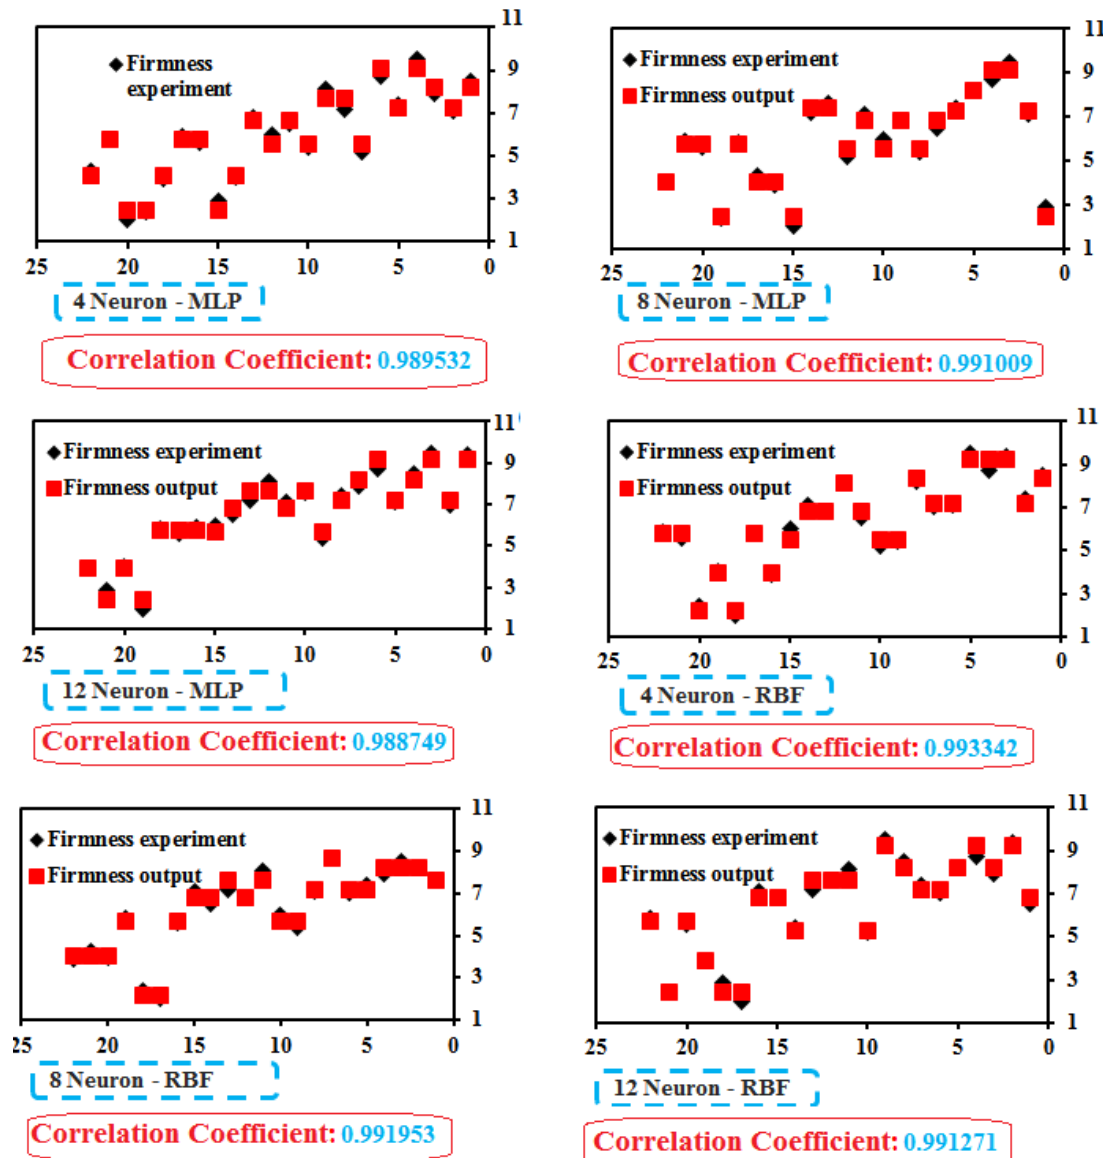 11
9
7
5
3
1
25 20 15 10 5 0
Firmness
experiment
4 Neuron - MLP
Correlation Coefficient: 0.989532
11
9
7
5
3
1
25 20 15 10 5 0
Firmness experiment
Firmness output
8 Neuron - MLP
Correlation Coefficient: 0.991009
11
9
7
5
3
1
25 20 15 10 5 0
Firmness experiment
Firmness output
12 Neuron - MLP
Correlation Coefficient: 0.988749
11
9
7
5
3
1
25 20 15 10 5 0
Firmness experiment
Firmness output
4 Neuron - RBF
Correlation Coefficient: 0.993342
11
9
7
5
3
1
25 20 15 10 5 0
Firmness experiment
Firmness output
8 Neuron - RBF
Correlation Coefficient: 0.991953
11
9
7
5
3
1
25 20 15 10 5 0
Firmness experiment
Firmness output
12 Neuron - RBF
Correlation Coefficient: 0.991271